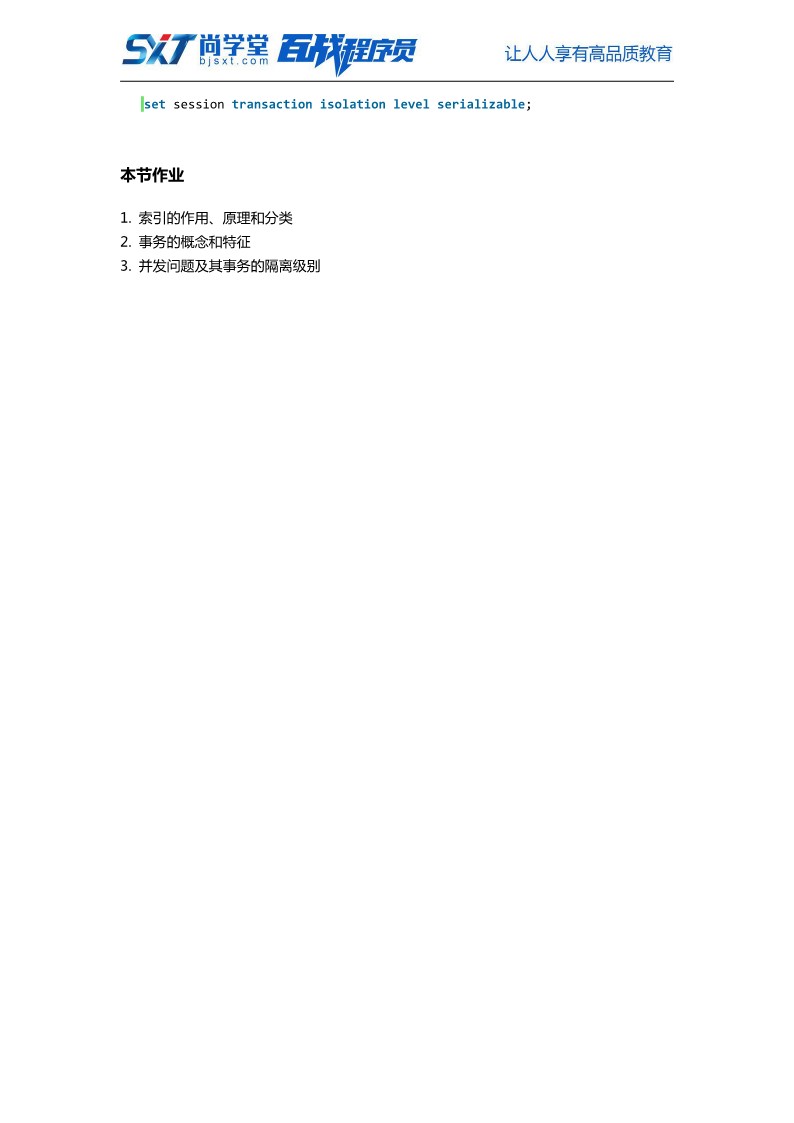 SXT 尚学堂 百战程序员 让人人享有高品质教育
bjsxt.com
set session transaction isolation level serializable;
本节作业
1. 索引的作用、原理和分类
2. 事务的概念和特征
3. 并发问题及其事务的隔离级别